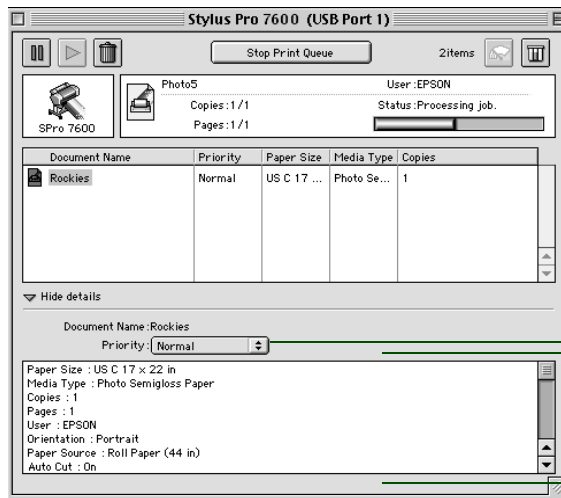 Stylus Pro 7600 (USB Port 1)
Stop Print Queue
2items
SPro 7600
Photo5
User :EPSON
Copies:1/1
Status :Processing job.
Pages:1/1
Document Name Priority Paper Size Media Type Copies
Rockies Normal US C 17 ... Photo Se... 1
Hide details
Document Name :Rockies
Priority: Normal
Paper Size : US C 17 × 22 in
Media Type : Photo Semigloss Paper
Copies : 1
Pages : 1
User : EPSON
Orientation : Portrait
Paper Source : Roll Paper (44 in)
Auto Cut : On